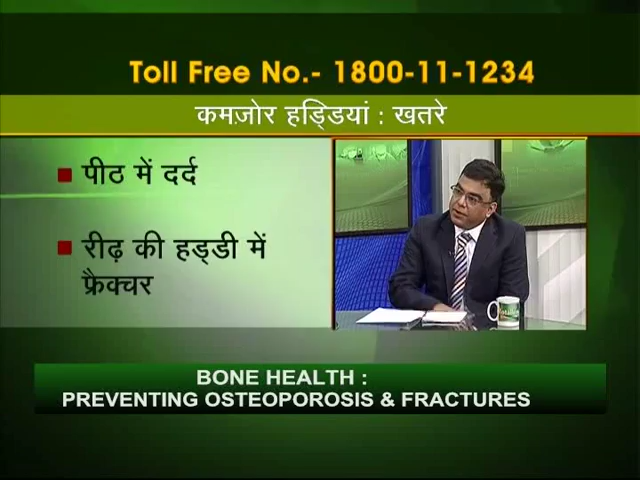 Toll Free No.- 1800-11-1234
कमज़ोर हड्डियां : खतरे
पीठ में दर्द
रीढ़ की हड्डी में
फ्रैक्चर
BONE HEALTH :
PREVENTING OSTEOPOROSIS & FRACTURES